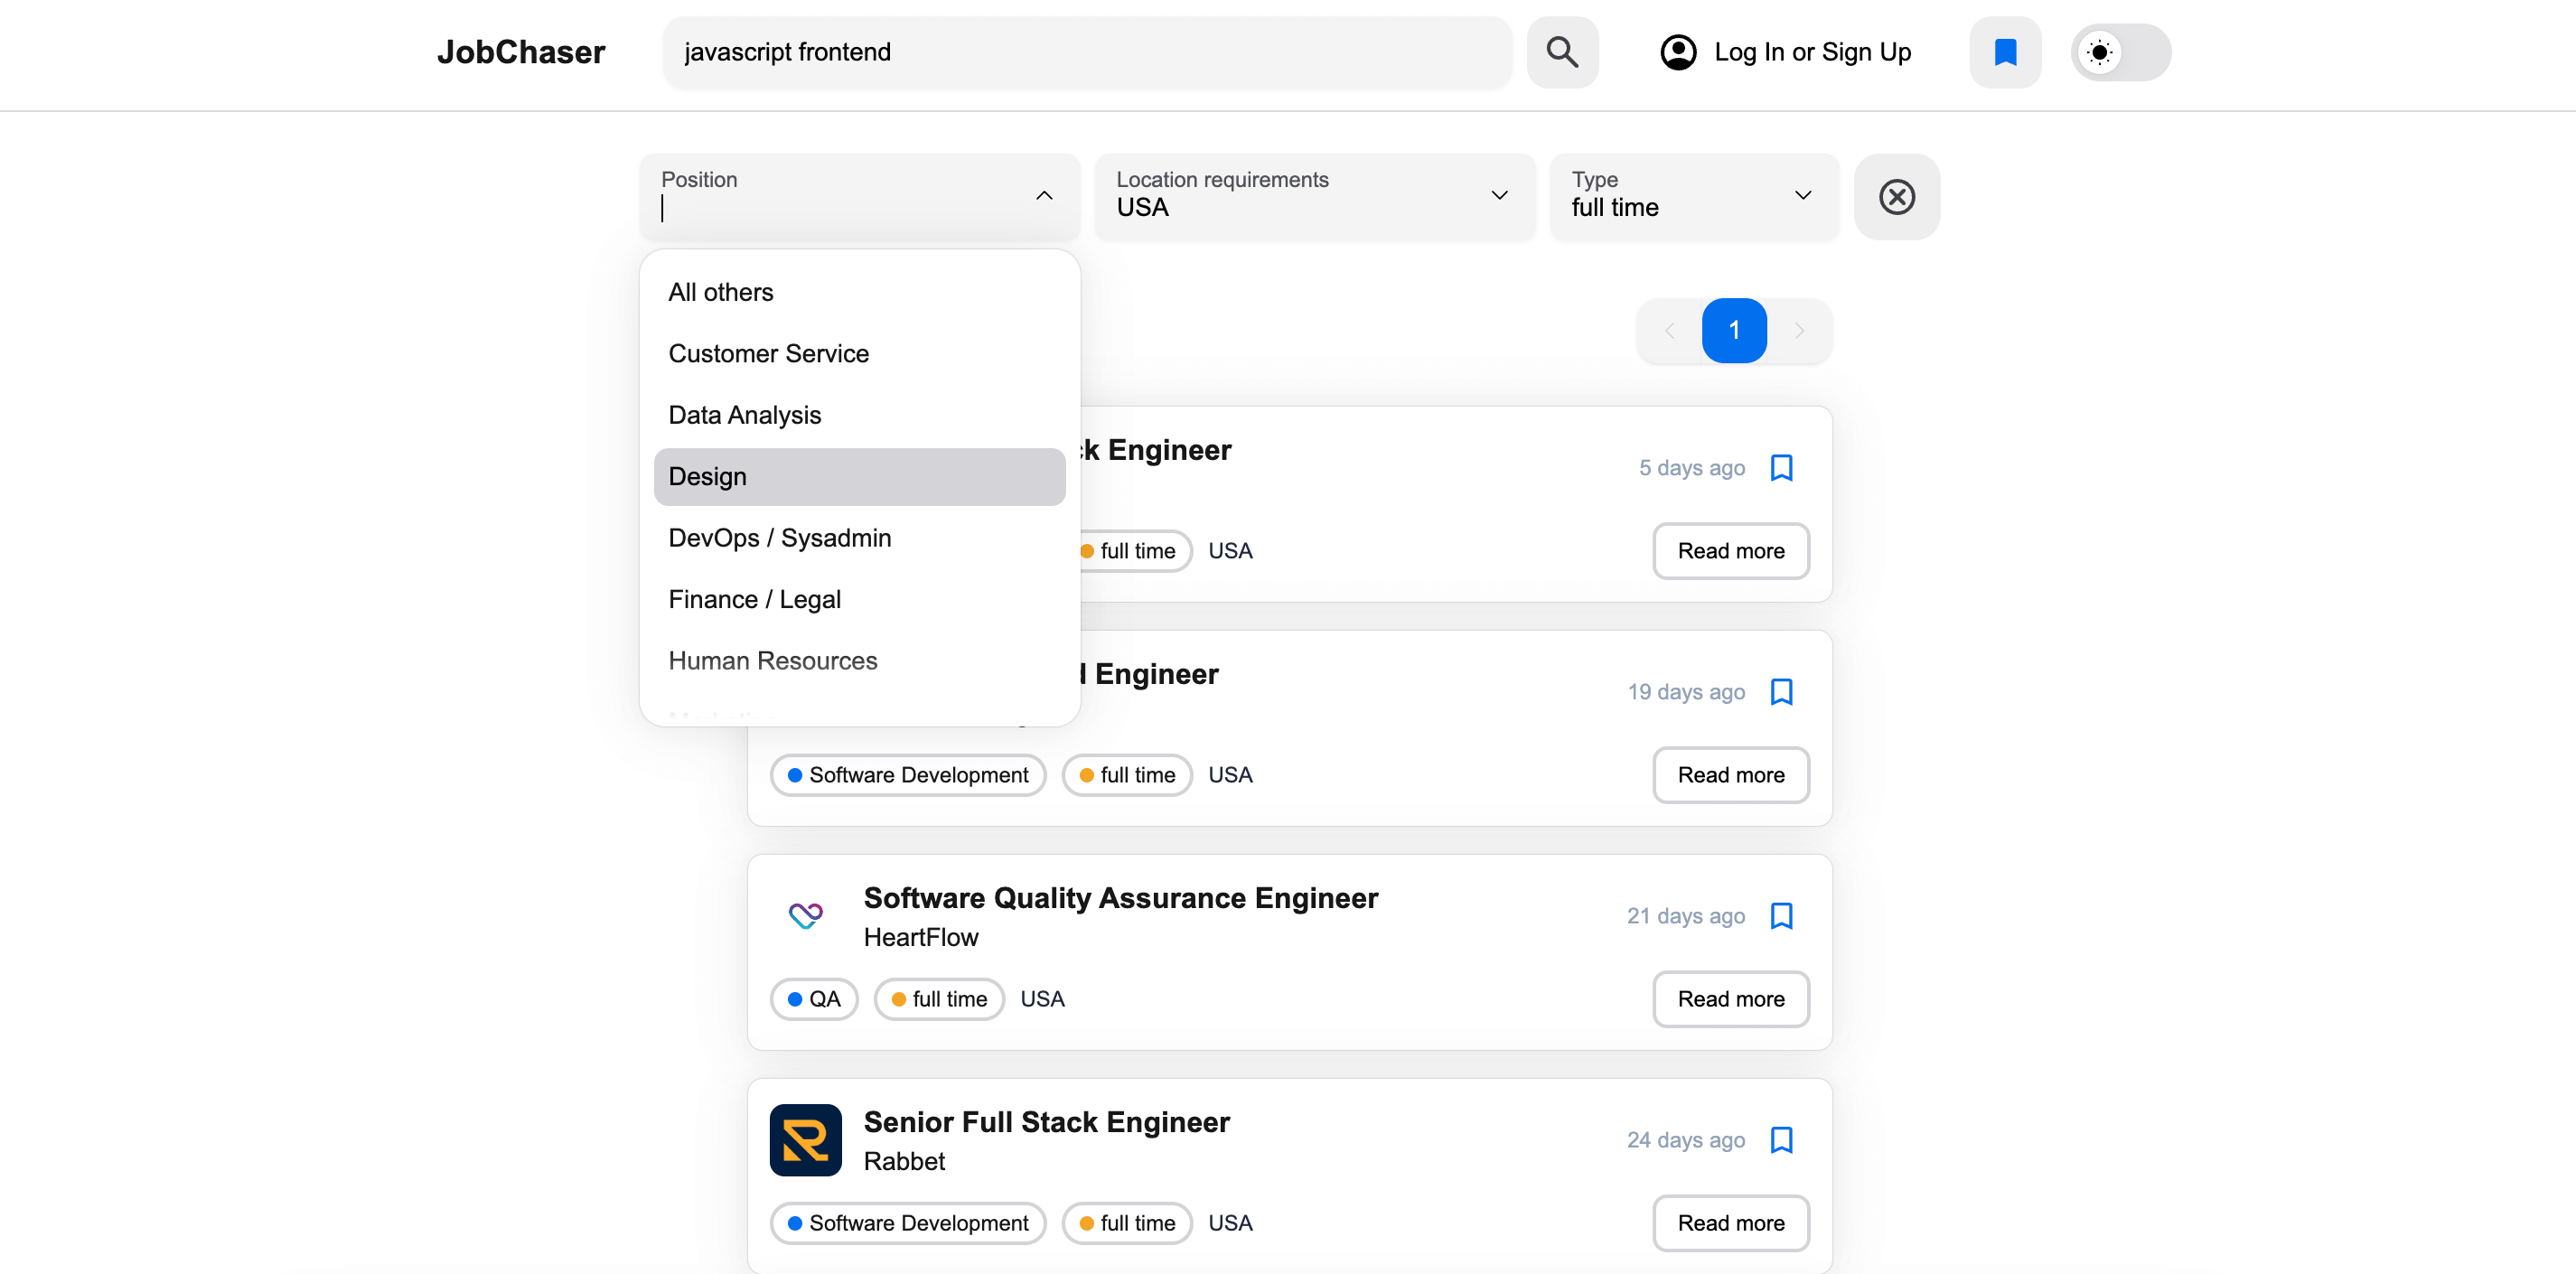 JobChaser
javascript frontend
Log In or Sign Up
Position
Location requirements
USA
Type
full time
All others
Customer Service
Data Analysis
Design
DevOps / Sysadmin
Finance / Legal
Human Resources
1
Engineer
5 days ago
full time USA
Read more
Engineer
19 days ago
Software Development full time USA
Read more
Software Quality Assurance Engineer
HeartFlow
21 days ago
QA full time USA
Read more
Senior Full Stack Engineer
Rabbet
24 days ago
Software Development full time USA
Read more